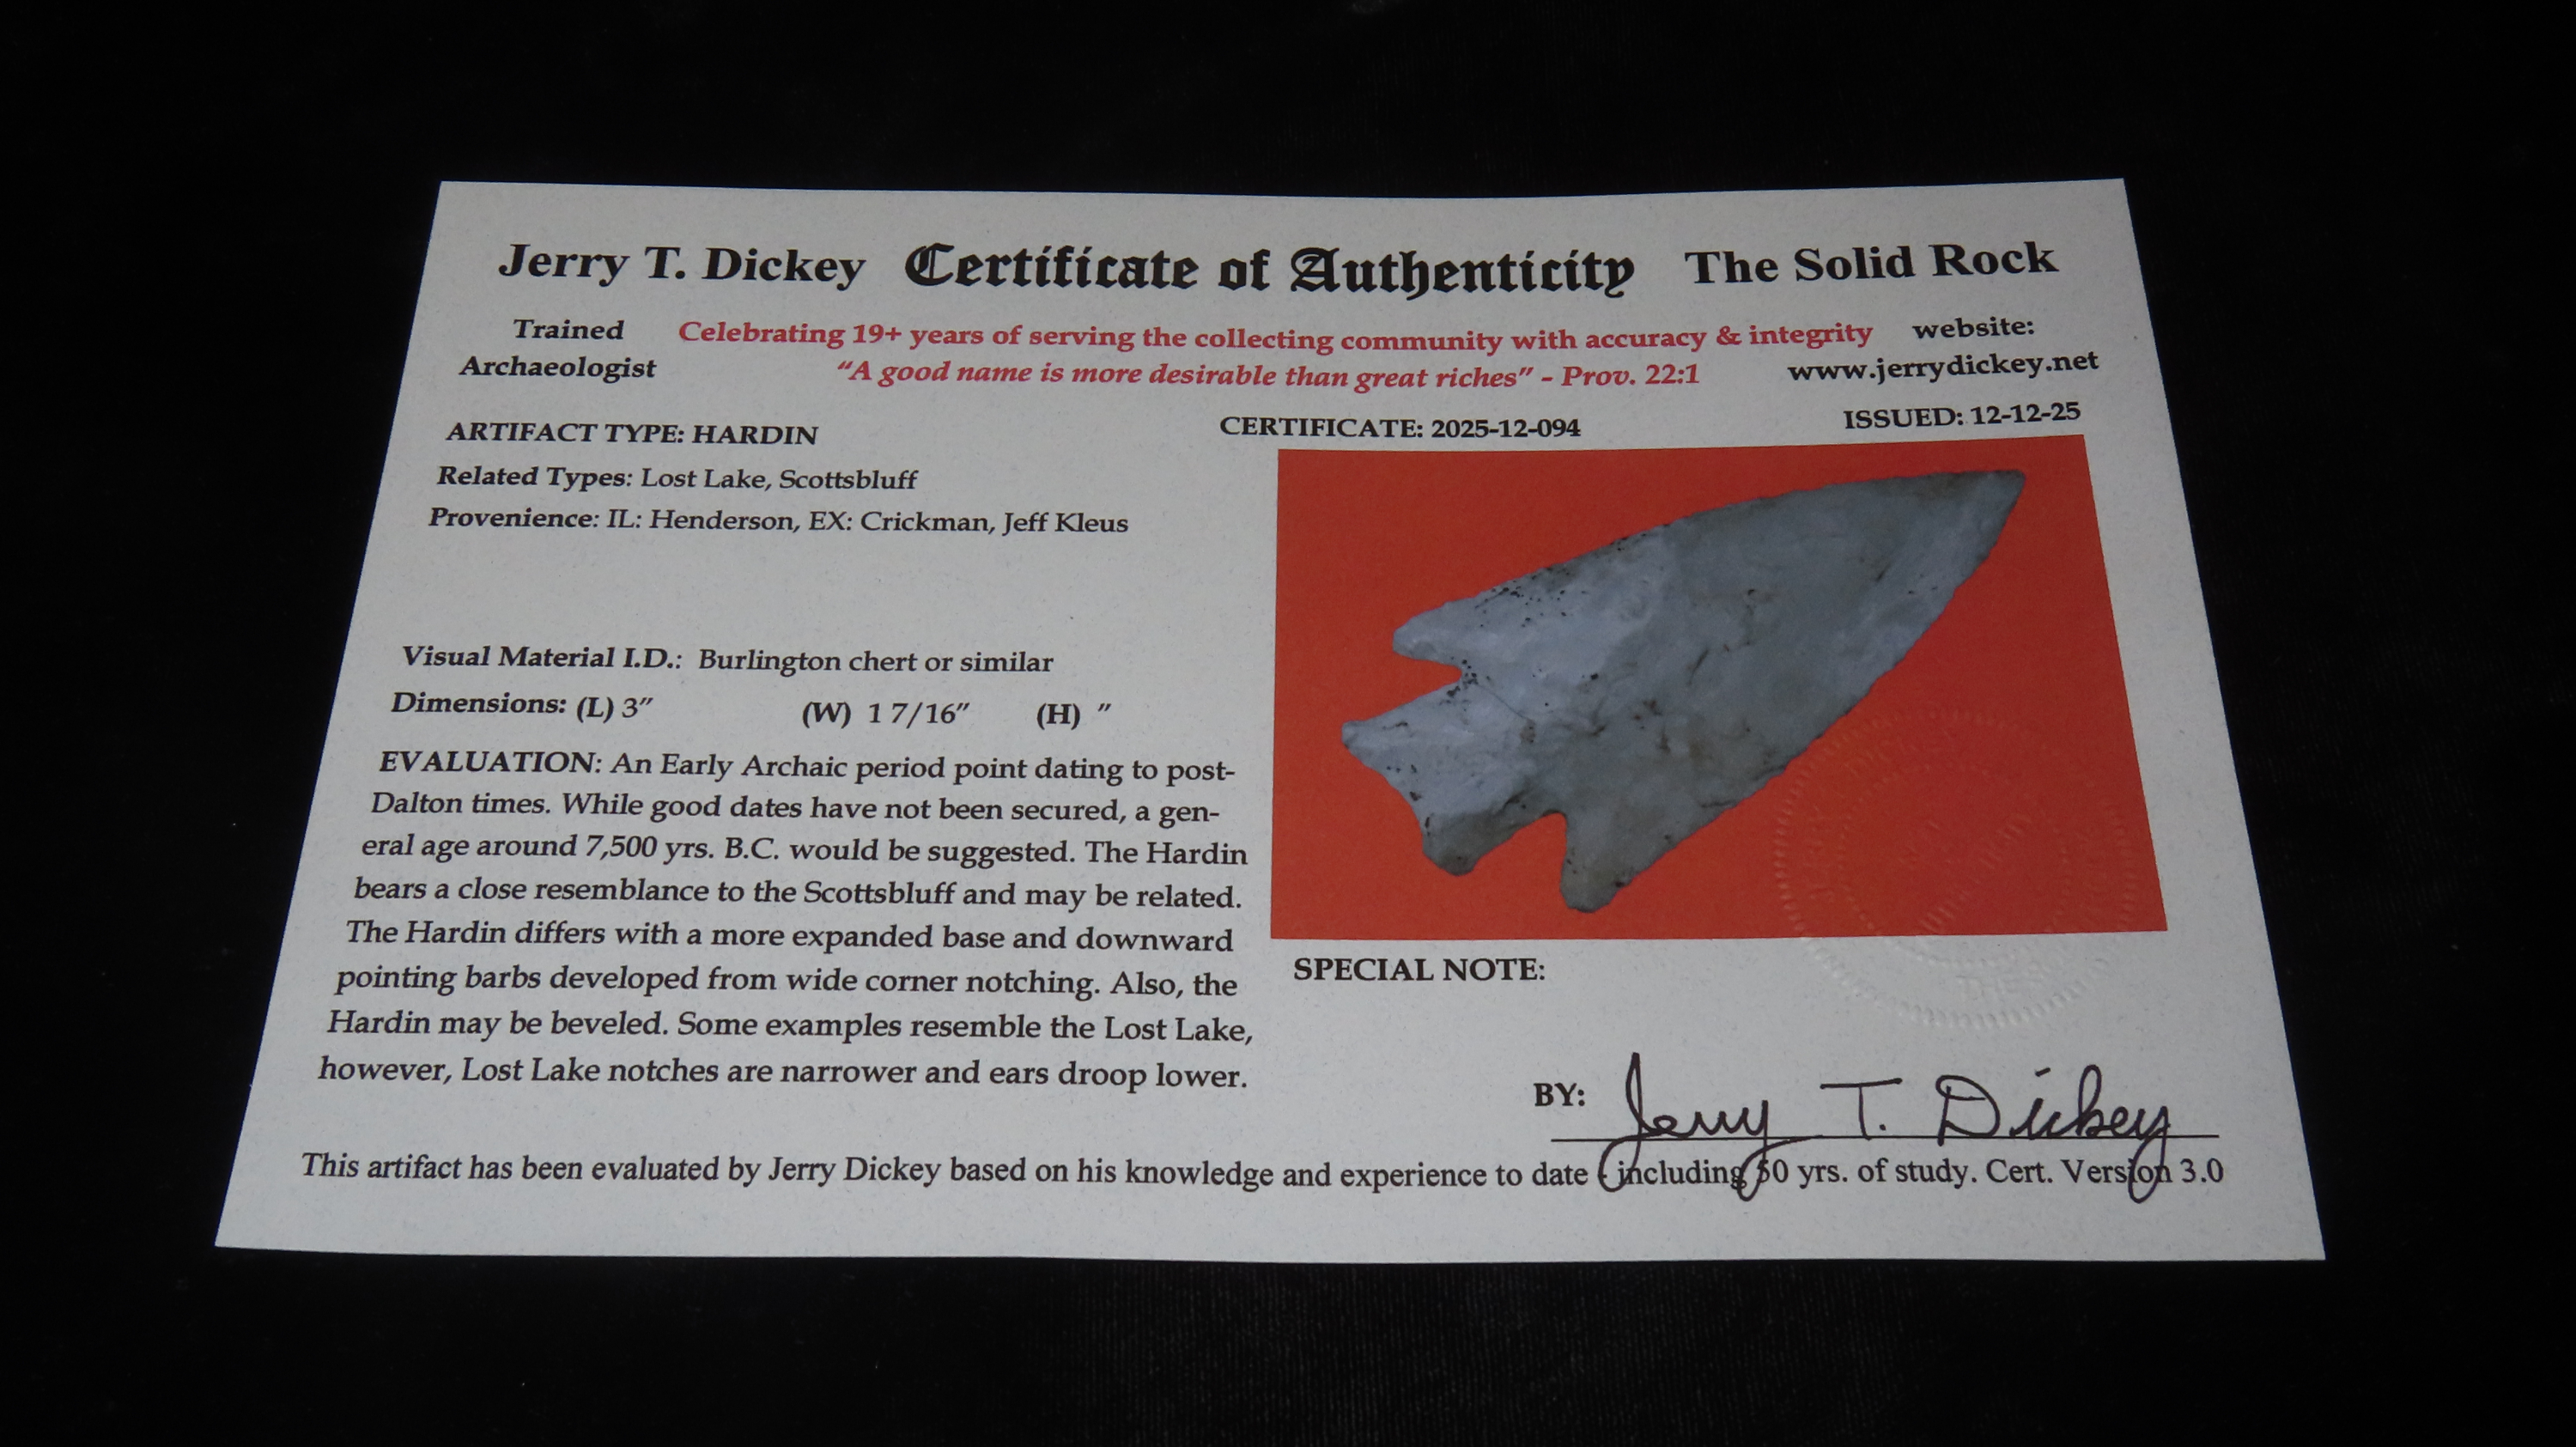 Jerry T. Dickey Certificate of Authenticity The Solid Rock
Trained Archaeologist
Celebrating 19+ years of serving the collecting community with accuracy & integrity
"A good name is more desirable than great riches" - Prov. 22:1
website:
www.jerrydickey.net
ARTIFACT TYPE: HARDIN
CERTIFICATE: 2025-12-094
ISSUED: 12-12-25
Related Types: Lost Lake, Scottsbluff
Provenience: IL: Henderson, EX: Crickman, Jeff Kleus
Visual Material I.D.: Burlington chert or similar
Dimensions: (L) 3" (W) 1 7/16" (H) "
EVALUATION: An Early Archaic period point dating to post-
Dalton times. While good dates have not been secured, a gen-
eral age around 7,500 yrs. B.C. would be suggested. The Hardin
bears a close resemblance to the Scottsbluff and may be related.
The Hardin differs with a more expanded base and downward
pointing barbs developed from wide corner notching. Also, the
Hardin may be beveled. Some examples resemble the Lost Lake,
however, Lost Lake notches are narrower and ears droop lower.
SPECIAL NOTE:
BY: Jerry T. Dickey
This artifact has been evaluated by Jerry Dickey based on his knowledge and experience to date - including 50 yrs. of study. Cert. Version 3.0